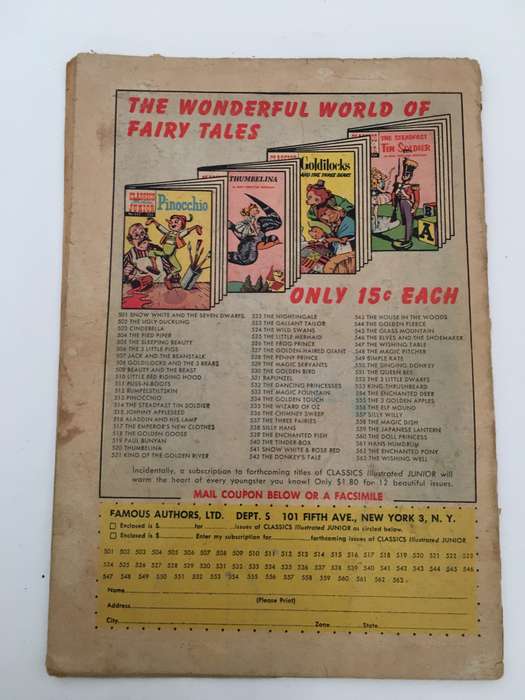 THE WONDERFUL WORLD OF
FAIRY TALES
CLASSICS
Illustrated
JUNIOR
Pinocchio
THUMBELINA
Goldilocks
AND THE THREE BEARS
THE STEADFAST
TIN SOLDIER
A
ONLY 15¢ EACH
501 SNOW WHITE AND THE SEVEN DWARFS
502 THE UGLY DUCKLING
503 CINDERELLA
504 THE PIED PIPER
505 THE SLEEPING BEAUTY
506 THE 3 LITTLE PIGS
507 JACK AND THE BEANSTALK
508 GOLDILOCKS AND THE 3 BEARS
509 BEAUTY AND THE BEAST
510 LITTLE RED RIDING HOOD
511 PUSS-N-BOOTS
512 RUMPELSTILTSKIN
513 PINOCCHIO
514 THE STEADFAST TIN SOLDIER
515 JOHNNY APPLESEED
516 ALADDIN AND HIS LAMP
517 THE EMPEROR'S NEW CLOTHES
518 THE GOLDEN GOOSE
519 PAUL BUNYAN
520 THUMBELINA
521 KING OF THE GOLDEN RIVER
522 THE NIGHTINGALE
523 THE GALLANT TAILOR
524 THE WILD SWANS
525 THE LITTLE MERMAID
526 THE FROG PRINCE
527 THE GOLDEN-HAIRED GIANT
528 THE PENNY PRINCE
529 THE MAGIC SERVANTS
530 THE GOLDEN BIRD
531 RAPUNZEL
532 THE DANCING PRINCESSES
533 THE MAGIC FOUNTAIN
534 THE GOLDEN TOUCH
535 THE WIZARD OF OZ
536 THE CHIMNEY SWEEP
537 THE THREE FAIRIES
538 SILLY HANS
539 THE ENCHANTED FISH
540 THE TINDER-BOX
541 SNOW WHITE & ROSE RED
542 THE DONKEY'S TALE
543 THE HOUSE IN THE WOODS
544 THE GOLDEN FLEECE
545 THE GLASS MOUNTAIN
546 THE ELVES AND THE SHOEMAKER
547 THE WISHING TABLE
548 THE MAGIC PITCHER
549 SIMPLE KATE
550 THE SINGING DONKEY
551 THE QUEEN BEE
552 THE 3 LITTLE DWARFS
553 KING THRUSHBEARD
554 THE ENCHANTED DEER
555 THE 3 GOLDEN APPLES
556 THE ELF MOUND
557 SILLY WILLY
558 THE MAGIC DISH
559 THE JAPANESE LANTERN
560 THE DOLL PRINCESS
561 HANS HUMDRUM
562 THE ENCHANTED PONY
563 THE WISHING WELL
Incidentally, a subscription to forthcoming titles of CLASSICS Illustrated JUNIOR will
warm the heart of every youngster you know! Only $1.80 for 12 beautiful issues.
MAIL COUPON BELOW OR A FACSIMILE
FAMOUS AUTHORS, LTD. DEPT. S 101 FIFTH AVE., NEW YORK 3, N. Y.
Enclosed is $ for issues of CLASSICS Illustrated JUNIOR as circled below.
Enclosed is $ Enter my subscription for forthcoming issues of CLASSICS Illustrated JUNIOR
501 502 503 504 505 506 507 508 509 510 511 512 513 514 515 516 517 518 519 520 521 522 523
524 525 526 527 528 529 530 531 532 533 534 535 536 537 538 539 540 541 542 543 544 545 546
547 548 549 550 551 552 553 554 555 556 557 558 559 560 561 562 563
Name
(Please Print)
Address
City Zone State